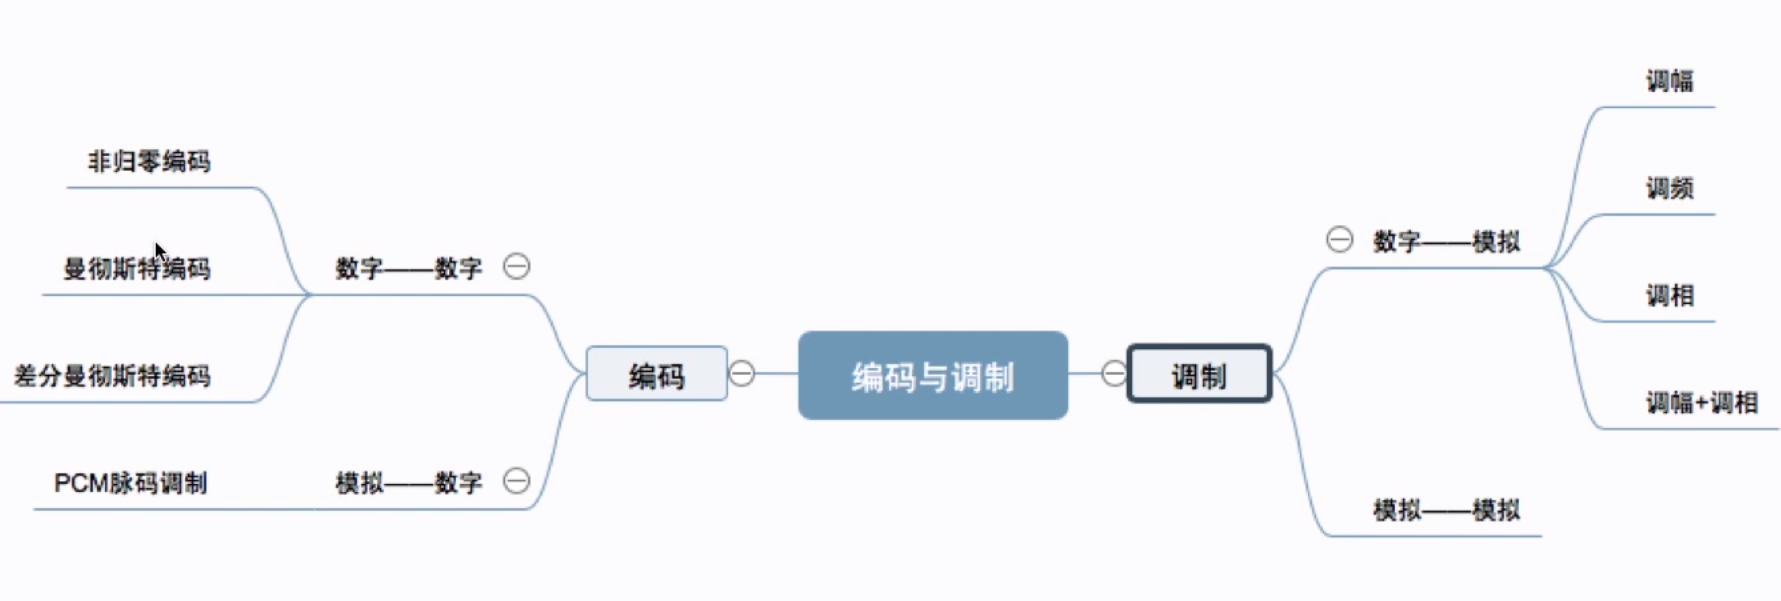 编码与调制
编码
数字——数字
非归零编码
曼彻斯特编码
差分曼彻斯特编码
模拟——数字
PCM脉码调制
调制
数字——模拟
调幅
调频
调相
调幅+调相
模拟——模拟